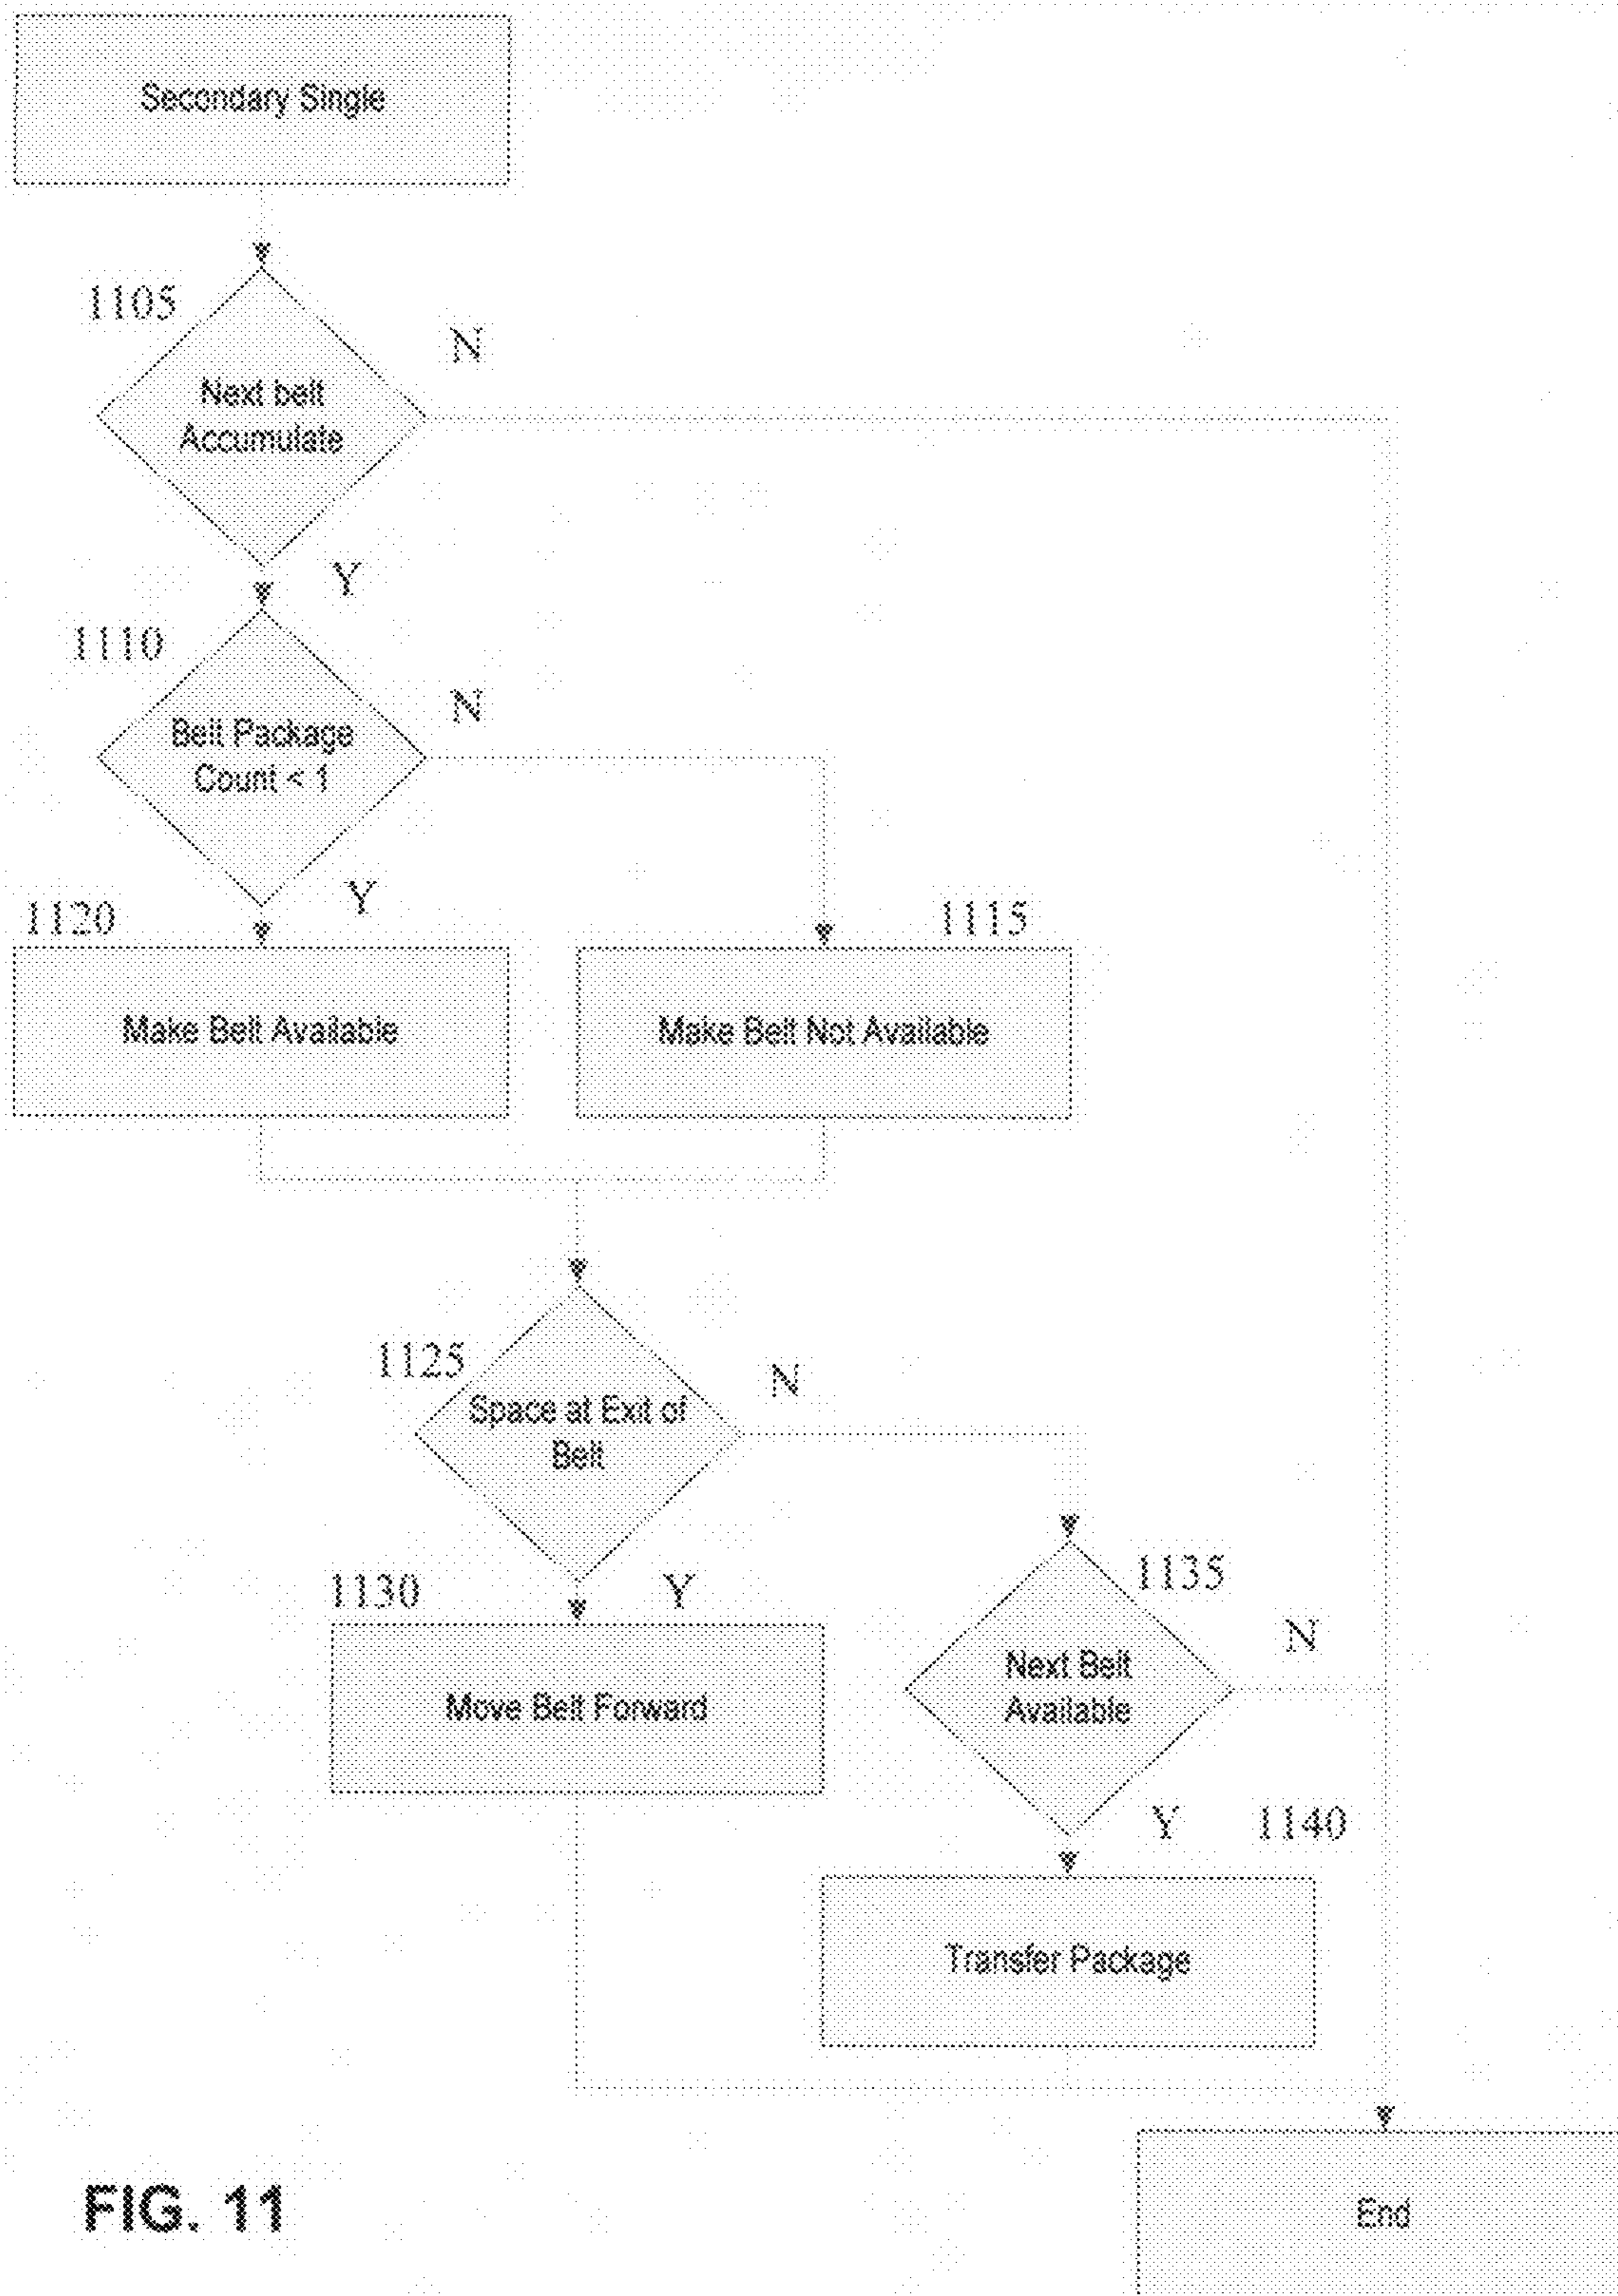 Secondary Single
1105
N
Next belt
Accumulate
Y
1110
N
Belt Package
Count < 1
Y
1120
1115
Make Belt Available
Make Belt Not Available
1125
N
Space at Exit of
Belt
1130
Y
1135
N
Next Belt
Available
Move Belt Forward
Y
1140
Transfer Package
FIG. 11
End